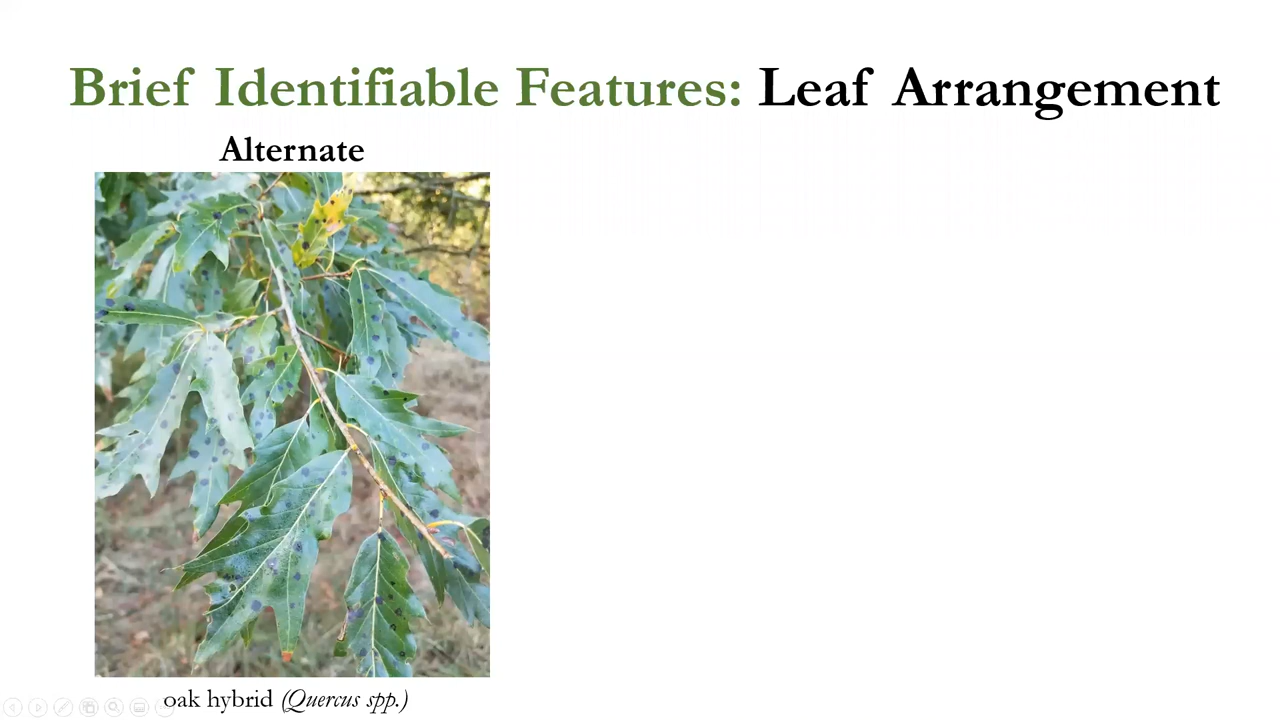 Brief Identifiable Features: Leaf Arrangement
Alternate
oak hybrid (Quercus spp.)